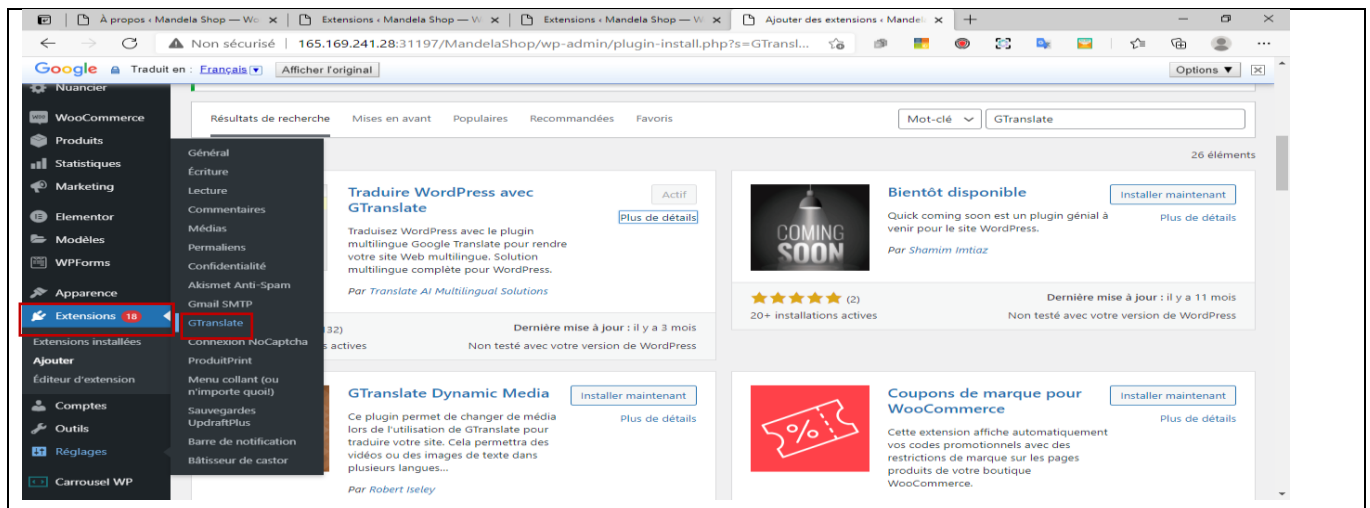 À propos ‹ Mandela Shop — Wo
Extensions ‹ Mandela Shop — W
Extensions ‹ Mandela Shop — W
Ajouter des extensions ‹ Mandel
Non sécurisé | 165.169.241.28:31197/MandelaShop/wp-admin/plugin-install.php?s=GTransl...
Google Traduit en : Français Afficher l'original Options ▼
Nuancier
WooCommerce
Produits
Statistiques
Marketing
Elementor
Modèles
WPForms
Apparence
Extensions 18
Extensions installées
Ajouter
Éditeur d'extension
Comptes
Outils
Réglages
Carrousel WP
Général
Écriture
Lecture
Commentaires
Médias
Permaliens
Confidentialité
Akismet Anti-Spam
Gmail SMTP
GTranslate
Connexion NoCaptcha
ProduitPrint
Menu collant (ou
n'importe quoi!)
Sauvegardes
UpdraftPlus
Barre de notification
Bâtisseur de castor
Résultats de recherche Mises en avant Populaires Recommandées Favoris
Mot-clé GTranslate
26 éléments
Traduire WordPress avec
GTranslate
Actif
Plus de détails
Traduisez WordPress avec le plugin
multilingue Google Translate pour rendre
votre site Web multilingue. Solution
multilingue complète pour WordPress.
Par Translate AI Multilingual Solutions
132)
s actives
Dernière mise à jour : il y a 3 mois
Non testé avec votre version de WordPress
COMING
SOON
Bientôt disponible
Installer maintenant
Plus de détails
Quick coming soon est un plugin génial à
venir pour le site WordPress.
Par Shamim Imtiaz
(2)
20+ installations actives
Dernière mise à jour : il y a 11 mois
Non testé avec votre version de WordPress
GTranslate Dynamic Media
Installer maintenant
Plus de détails
Ce plugin permet de changer de média
lors de l'utilisation de GTranslate pour
traduire votre site. Cela permettra des
vidéos ou des images de texte dans
plusieurs langues...
Par Robert Iseley
Coupons de marque pour
WooCommerce
Installer maintenant
Plus de détails
Cette extension affiche automatiquement
vos codes promotionnels avec des
restrictions de marque sur les pages
produits de votre boutique
WooCommerce.